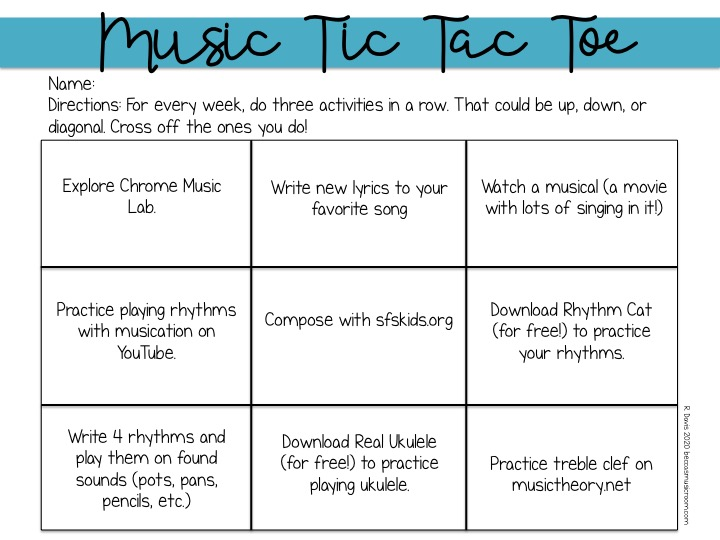 Music Tic Tac Toe
Name:
Directions: For every week, do three activities in a row. That could be up, down, or
diagonal. Cross off the ones you do!
Explore Chrome Music
Lab.
Write new lyrics to your
favorite song
Watch a musical (a movie
with lots of singing in it!)
Practice playing rhythms
with musication on
YouTube.
Compose with sfskids.org
Download Rhythm Cat
(for free!) to practice
your rhythms.
Write 4 rhythms and
play them on found
sounds (pots, pans,
pencils, etc.)
Download Real Ukulele
(for free!) to practice
playing ukulele.
Practice treble clef on
musictheory.net
R. Davis 2020 beccasmusicroom.com